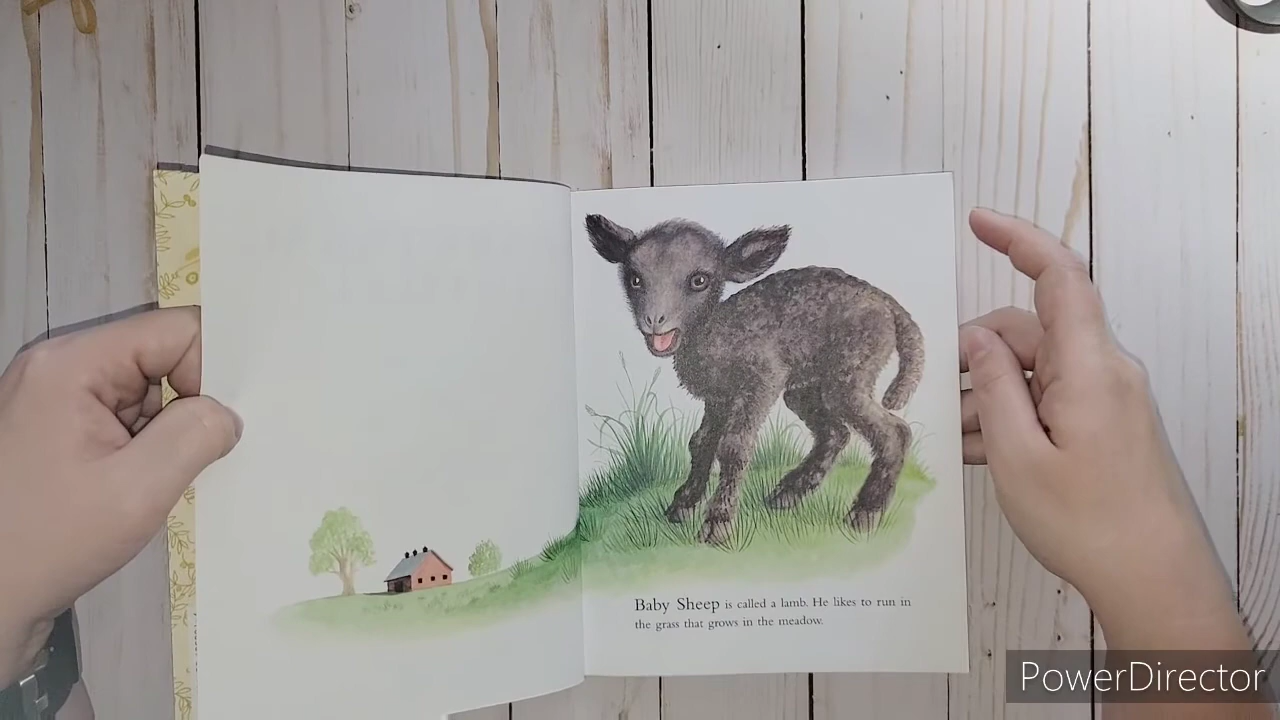 Baby Sheep is called a lamb. He likes to run in
the grass that grows in the meadow.
PowerDirector